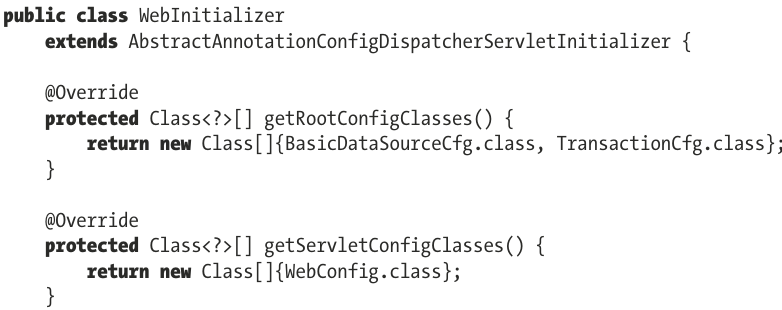 public class WebInitializer
    extends AbstractAnnotationConfigDispatcherServletInitializer {
    @Override
    protected Class<?>[] getRootConfigClasses() {
        return new Class[]{BasicDataSourceCfg.class, TransactionCfg.class};
    }
    @Override
    protected Class<?>[] getServletConfigClasses() {
        return new Class[]{WebConfig.class};
    }